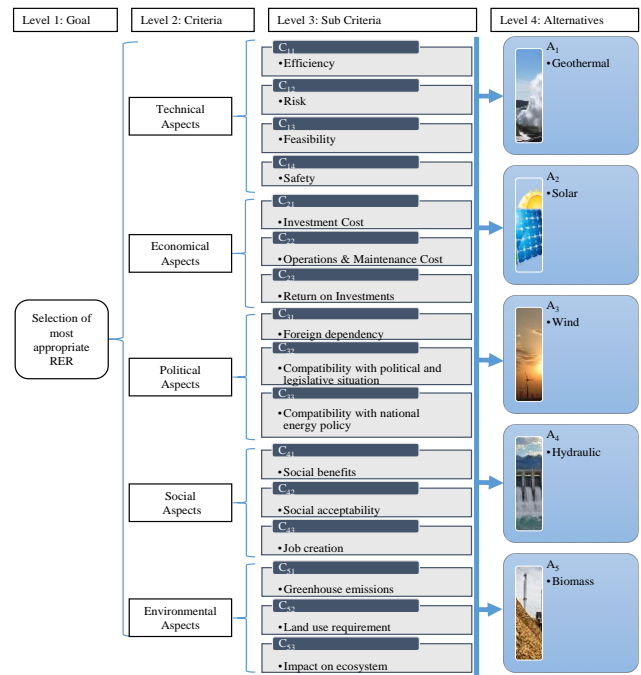 Level 1: Goal
Level 2: Criteria
Level 3: Sub Criteria
Level 4: Alternatives
Selection of
most
appropriate
RER
Technical
Aspects
C11
•Efficiency
C12
•Risk
C13
•Feasibility
C14
•Safety
Economical
Aspects
C21
•Investment Cost
C22
•Operations & Maintenance Cost
C23
•Return on Investments
Political
Aspects
C31
•Foreign dependency
C32
•Compatibility with political and
legislative situation
C33
•Compatibility with national
energy policy
Social
Aspects
C41
•Social benefits
C42
•Social acceptability
C43
•Job creation
Environmental
Aspects
C51
•Greenhouse emissions
C52
•Land use requirement
C53
•Impact on ecosystem
A1
•Geothermal
A2
•Solar
A3
•Wind
A4
•Hydraulic
A5
•Biomass